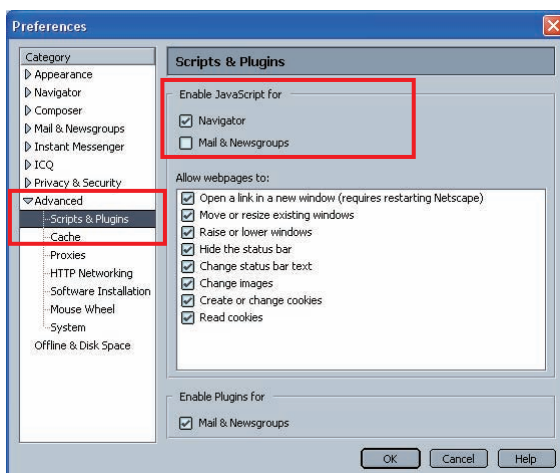 Preferences
Category
Appearance
Navigator
Composer
Mail & Newsgroups
Instant Messenger
ICQ
Privacy & Security
Advanced
Scripts & Plugins
Cache
Proxies
HTTP Networking
Software Installation
Mouse Wheel
System
Offline & Disk Space
Scripts & Plugins
Enable JavaScript for
Navigator
Mail & Newsgroups
Allow webpages to:
Open a link in a new window (requires restarting Netscape)
Move or resize existing windows
Raise or lower windows
Hide the status bar
Change status bar text
Change images
Create or change cookies
Read cookies
Enable Plugins for
Mail & Newsgroups
OK Cancel Help